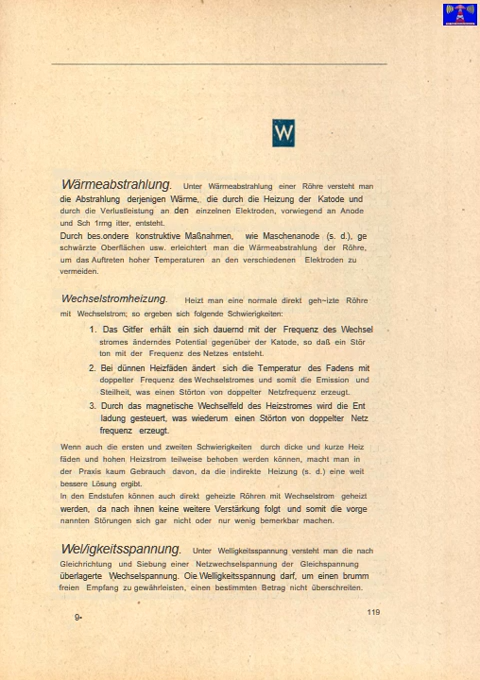 W
Wärmeabstrahlung. Unter Wärmeabstrahlung einer Röhre versteht man
die Abstrahlung derjenigen Wärme, die durch die Heizung der Katode und
durch die Verlustleistung an den einzelnen Elektroden, vorwiegend an Anode
und Sch 1rmg itter, entsteht.
Durch bes.ondere konstruktive Maßnahmen, wie Maschenanode (s. d.), ge
schwärzte Oberflächen usw. erleichtert man die Wärmeabstrahlung der Röhre,
um das Auftreten hoher Temperaturen an den verschiedenen Elektroden zu
vermeiden.
Wechselstromheizung. Heizt man eine normale direkt geh~izte Röhre
mit Wechselstrom; so ergeben sich folgende Schwierigkeiten:
1. Das Gitfer erhält ein sich dauernd mit der Frequenz des Wechsel
stromes änderndes Potential gegenüber der Katode, so daß ein Stör
ton mit der Frequenz des Netzes entsteht.
2. Bei dünnen Heizfäden ändert sich die Temperatur des Fadens mit
doppelter Frequenz des Wechselstromes und somit die Emission und
Steilheit, was einen Störton von doppelter Netzfrequenz erzeugt.
3. Durch das magnetische Wechselfeld des Heizstromes wird die Ent
ladung gesteuert, was wiederum einen Störton von doppelter Netz
frequenz erzeugt.
Wenn auch die ersten und zweiten Schwierigkeiten durch dicke und kurze Heiz
fäden und hohen Heizstrom teilweise behoben werden können, macht man in
der Praxis kaum Gebrauch davon, da die indirekte Heizung (s. d.) eine weit
bessere Lösung ergibt.
In den Endstufen können auch direkt geheizte Röhren mit Wechselstrom geheizt
werden, da nach ihnen keine weitere Verstärkung folgt und somit die vorge
nannten Störungen sich gar nicht oder nur wenig bemerkbar machen.
Wel/igkeitsspannung. Unter Welligkeitsspannung versteht man die nach
Gleichrichtung und Siebung einer Netzwechselspannung der Gleichspannung
überlagerte Wechselspannung. Oie Welligkeitsspannung darf, um einen brumm
freien Empfang zu gewährleisten, einen bestimmten Betrag nicht überschreiten.
9•
119